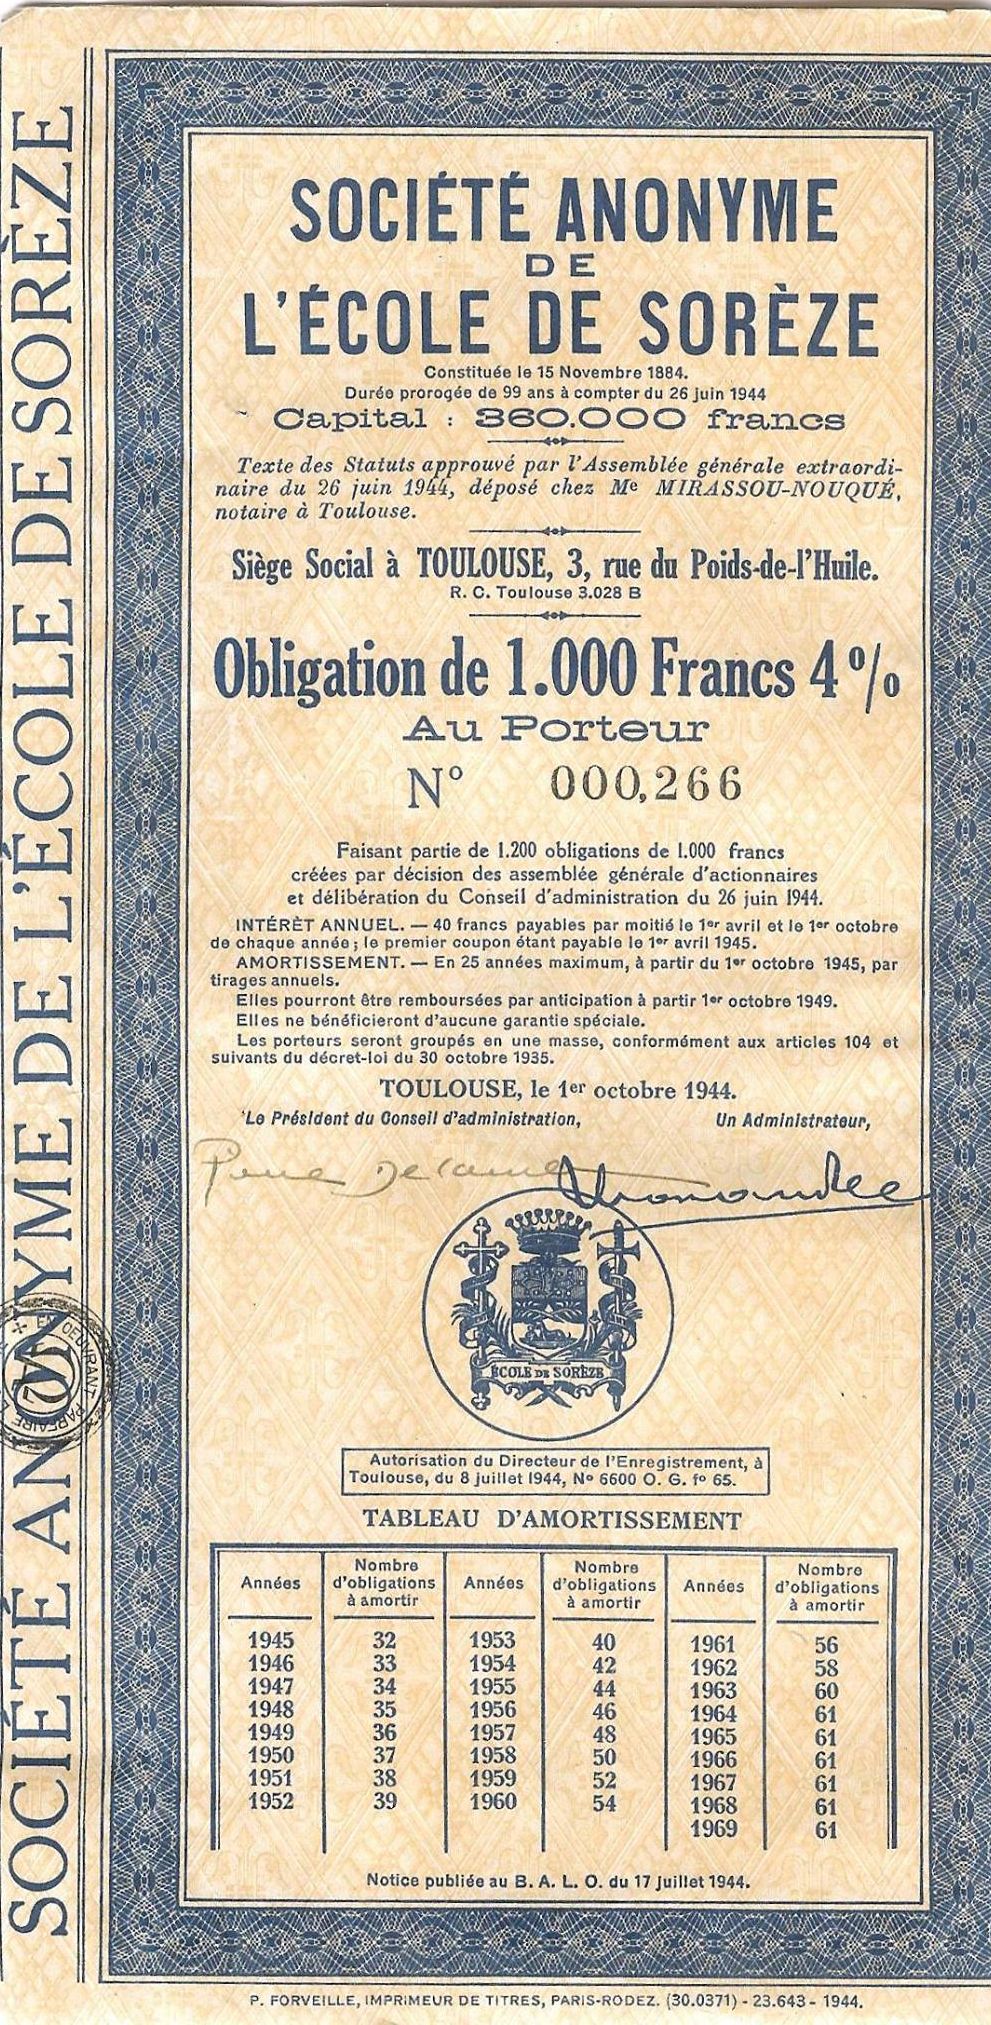 SOCIÉTÉ ANONYME DE L'ÉCOLE DE SORÈZE
SOCIÉTÉ ANONYME
DE
L'ÉCOLE DE SORÈZE
Constituée le 15 Novembre 1884.
Durée prorogée de 99 ans à compter du 26 juin 1944
Capital : 360.000 francs
Texte des Statuts approuvé par l'Assemblée générale extraordi-
naire du 26 juin 1944, déposé chez Me MIRASSOU-NOUQUÉ,
notaire à Toulouse.
Siège Social à TOULOUSE, 3, rue du Poids-de-l'Huile.
R. C. Toulouse 3.028 B
Obligation de 1.000 Francs 4%
Au Porteur
N° 000,266
Faisant partie de 1.200 obligations de 1.000 francs
créées par décision des assemblée générale d'actionnaires
et délibération du Conseil d'administration du 26 juin 1944.
INTÉRÈT ANNUEL. — 40 francs payables par moitié le 1er avril et le 1er octobre
de chaque année ; le premier coupon étant payable le 1er avril 1945.
AMORTISSEMENT. — En 25 années maximum, à partir du 1er octobre 1945, par
tirages annuels.
Elles pourront être remboursées par anticipation à partir 1er octobre 1949.
Elles ne bénéficieront d'aucune garantie spéciale.
Les porteurs seront groupés en une masse, conformément aux articles 104 et
suivants du décret-loi du 30 octobre 1935.
TOULOUSE, le 1er octobre 1944.
Le Président du Conseil d'administration, Un Administrateur,
ÉCOLE DE SORÈZE
EN OEUVRANT PARFAIRE
Autorisation du Directeur de l'Enregistrement, à
Toulouse, du 8 juillet 1944, N° 6600 O. G. f° 65.
TABLEAU D'AMORTISSEMENT
Années Nombre d'obligations à amortir Années Nombre d'obligations à amortir Années Nombre d'obligations à amortir
1945 32 1953 40 1961 56
1946 33 1954 42 1962 58
1947 34 1955 44 1963 60
1948 35 1956 46 1964 61
1949 36 1957 48 1965 61
1950 37 1958 50 1966 61
1951 38 1959 52 1967 61
1952 39 1960 54 1968 61
1969 61
Notice publiée au B. A. L. O. du 17 juillet 1944.
P. FORVEILLE, IMPRIMEUR DE TITRES, PARIS-RODEZ. (30.0371) - 23.643 - 1944.